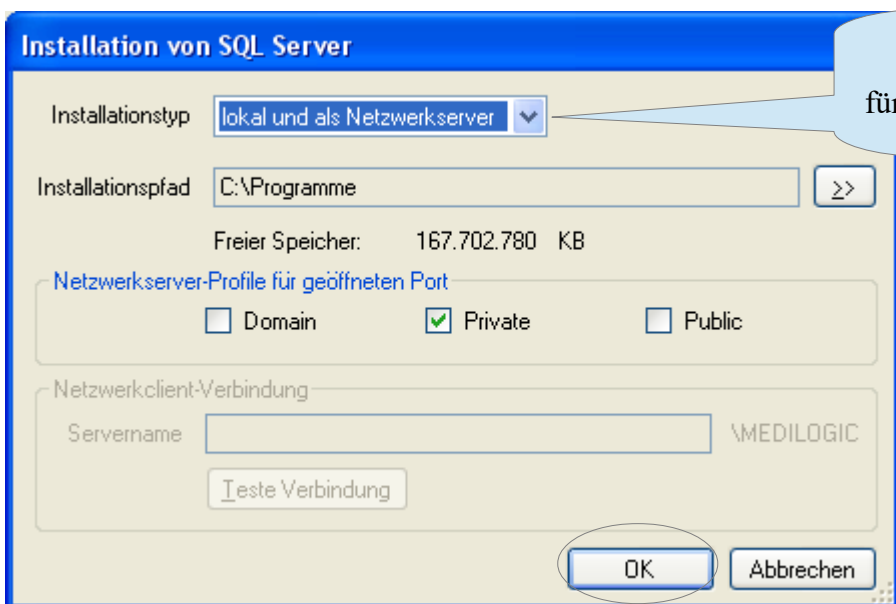 Installation von SQL Server
Installationstyp lokal und als Netzwerkserver
für
Installationspfad C:\Programme >>
Freier Speicher: 167.702.780 KB
Netzwerkserver-Profile für geöffneten Port
Domain Private Public
Netzwerkclient-Verbindung
Servername \MEDILOGIC
Teste Verbindung
OK Abbrechen